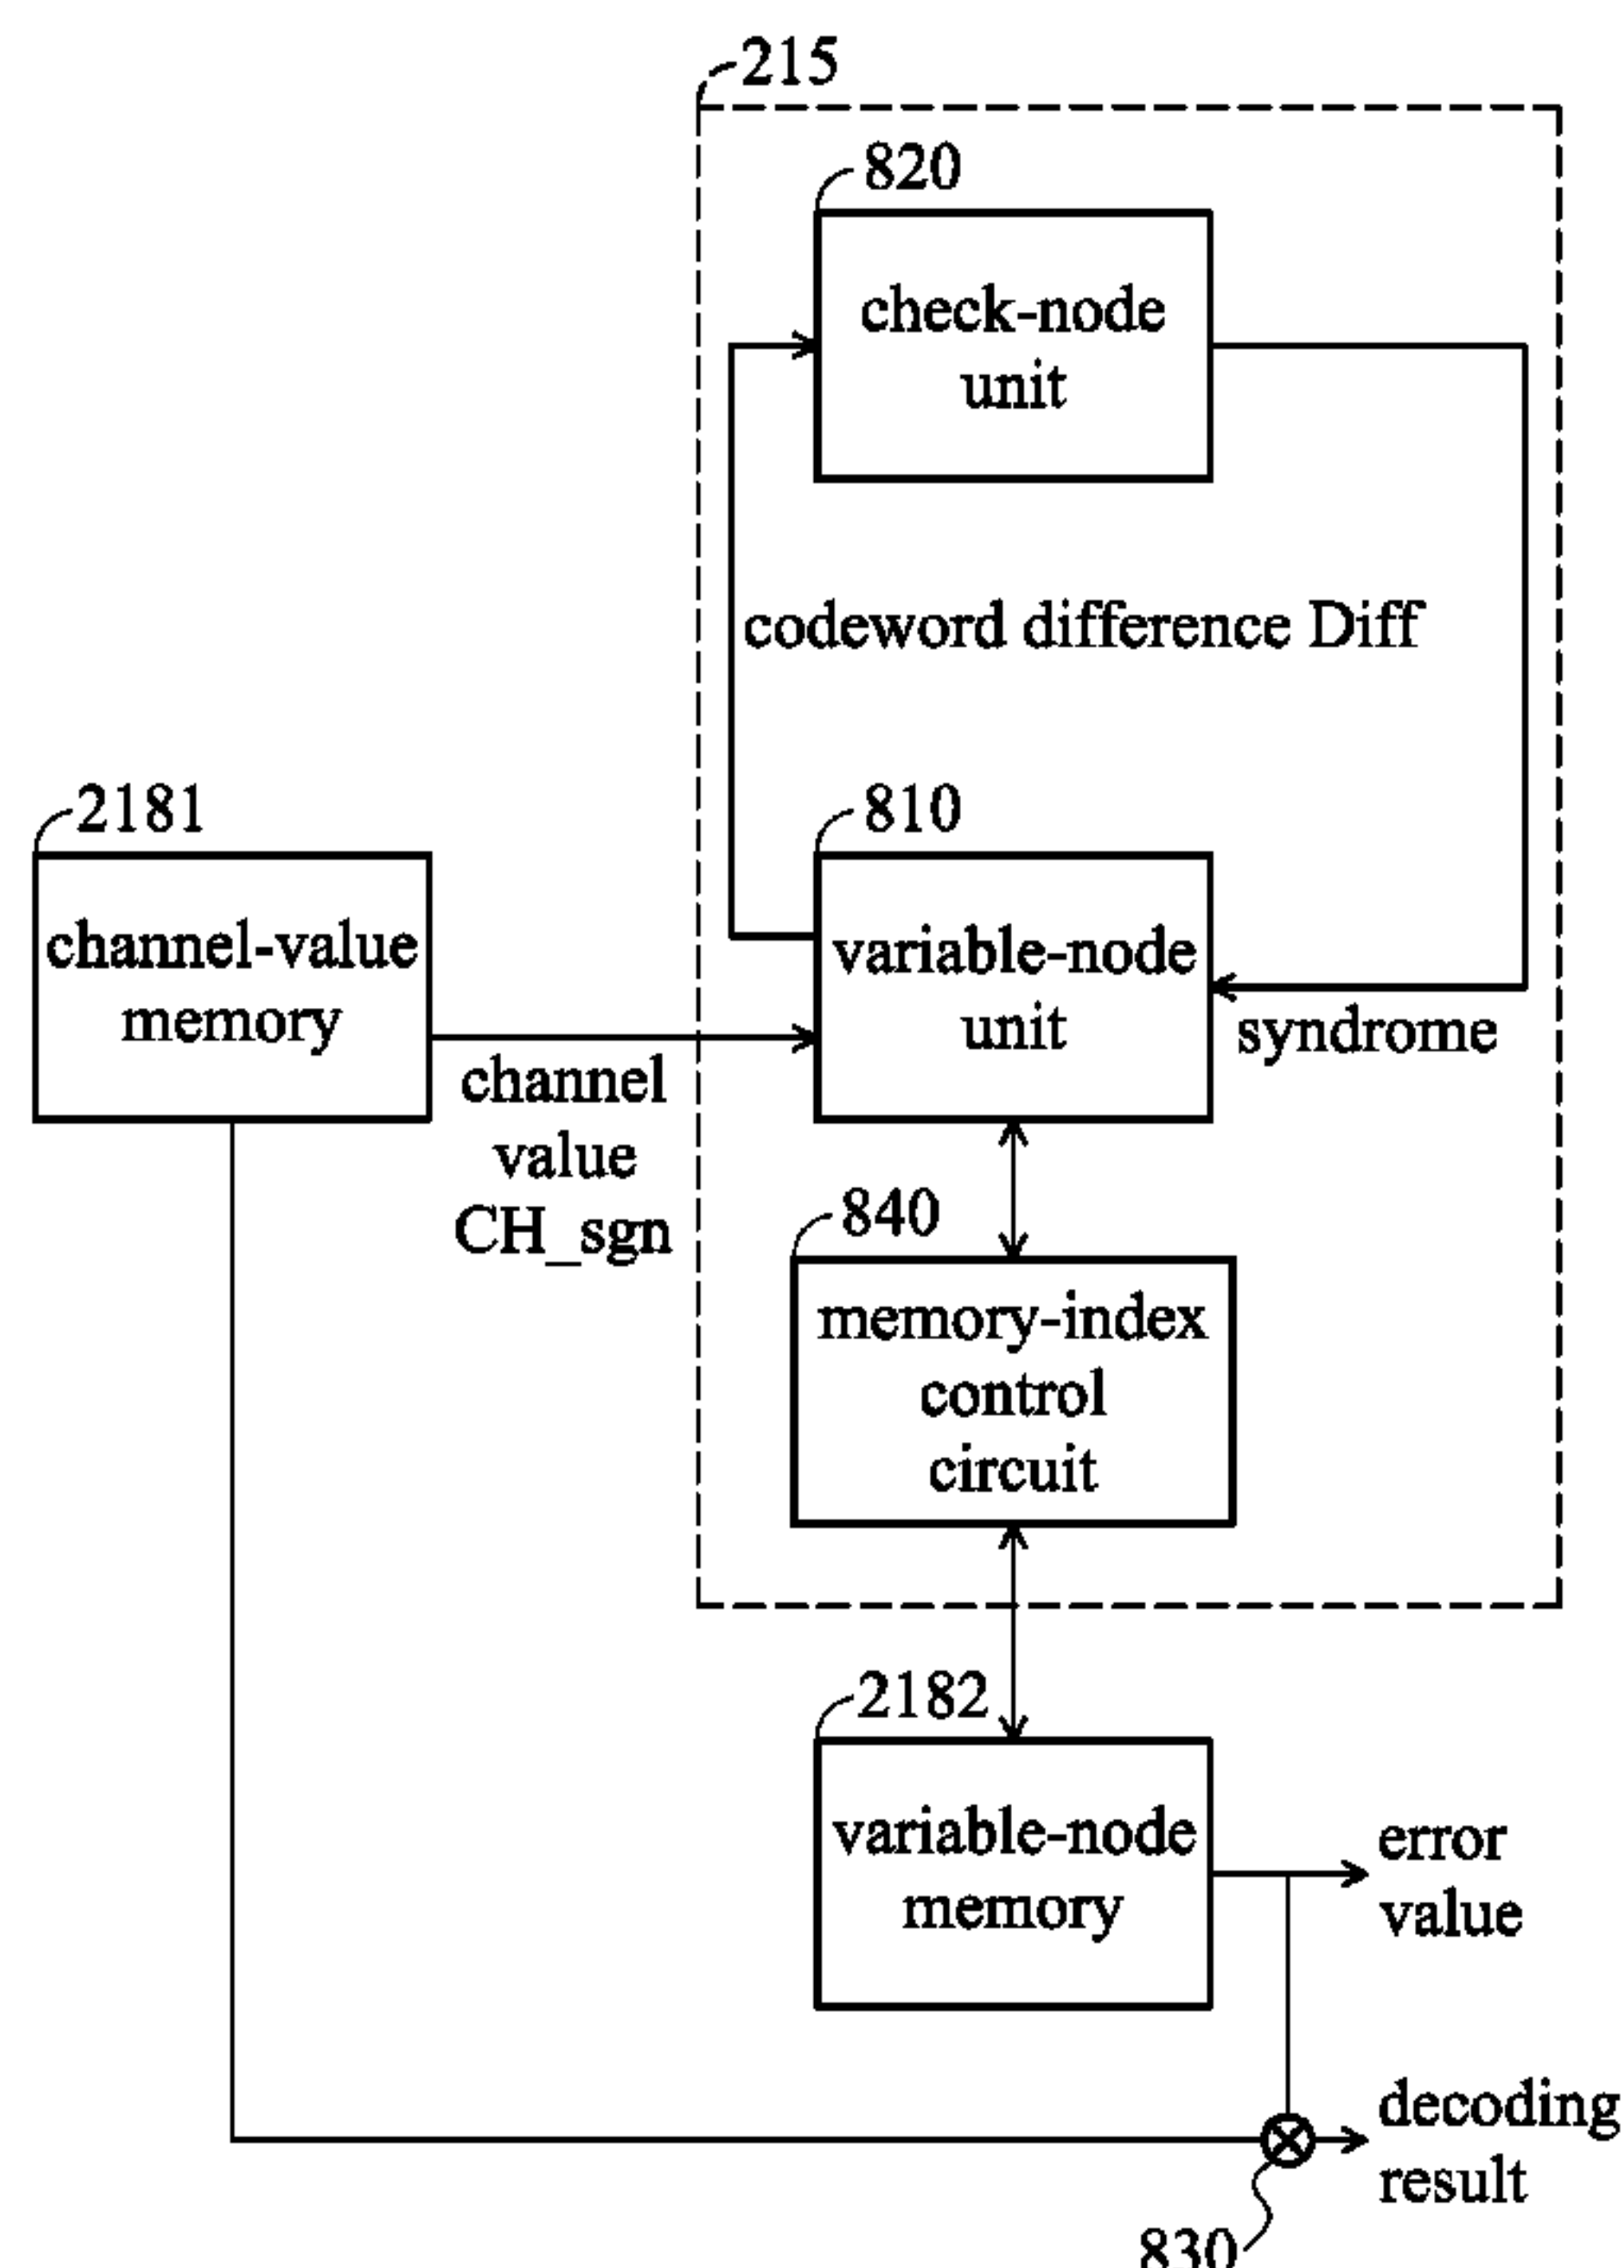 215
820
check-node
unit
codeword difference Diff
2181
channel-value
memory
810
variable-node
unit
syndrome
channel
value
CH_sgn
840
memory-index
control
circuit
2182
variable-node
memory
error
value
decoding
result
830